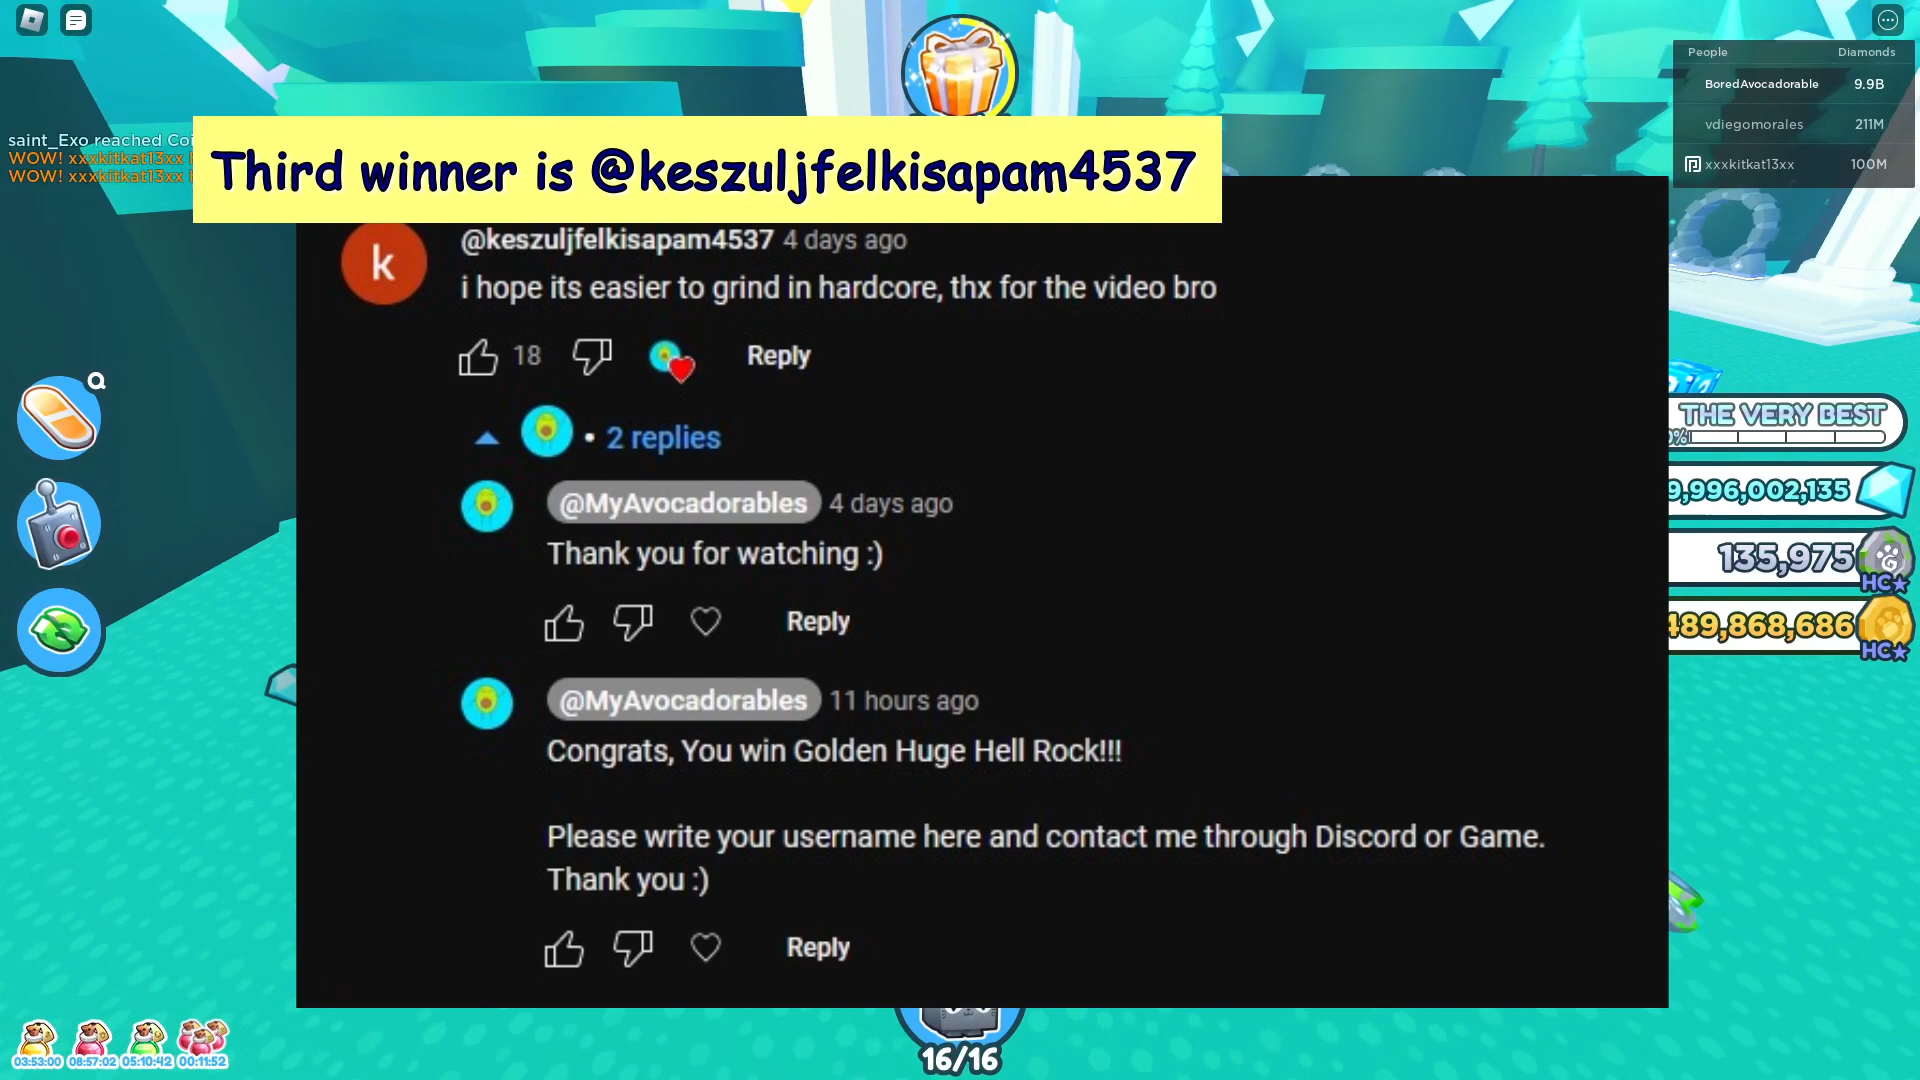 People Diamonds
BoredAvocadorable 9.9B
vdiegomorales 211M
xxxkitkat13xx 100M
saint_Exo reached Coi
WOW! xxxkitkat13xx
WOW! xxxkitkat13xx
Third winner is @keszuljfelkisapam4537
k
@keszuljfelkisapam4537 4 days ago
i hope its easier to grind in hardcore, thx for the video bro
18 Reply
• 2 replies
@MyAvocadorables 4 days ago
Thank you for watching :)
Reply
@MyAvocadorables 11 hours ago
Congrats, You win Golden Huge Hell Rock!!!
Please write your username here and contact me through Discord or Game.
Thank you :)
Reply
Q
THE VERY BEST
0%
9,996,002,135
135,975
HC★
489,868,686
HC★
03:53:00 08:57:02 05:10:42 00:11:52
16/16